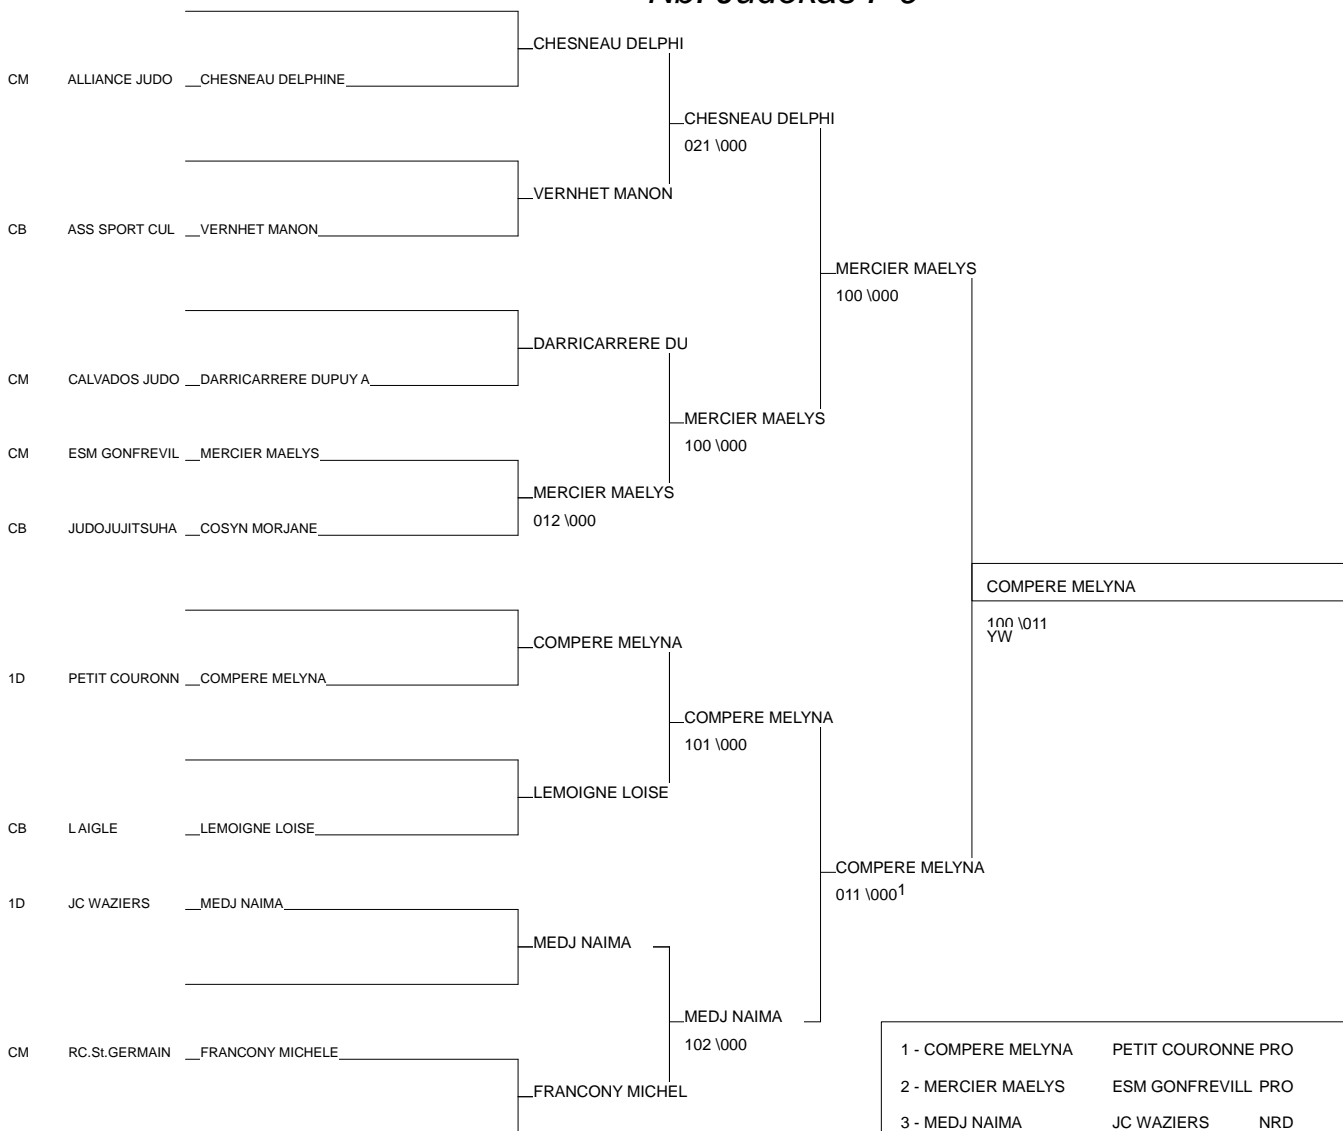 CHESNEAU DELPHI
CM ALLIANCE JUDO CHESNEAU DELPHINE
CHESNEAU DELPHI
021 \000
VERNHET MANON
CB ASS SPORT CUL VERNHET MANON
MERCIER MAELYS
100 \000
DARRICARRERE DU
CM CALVADOS JUDO DARRICARRERE DUPUY A
MERCIER MAELYS
100 \000
CM ESM GONFREVIL MERCIER MAELYS
MERCIER MAELYS
012 \000
CB JUDOJUJITSUHA COSYN MORJANE
COMPERE MELYNA
100 \011
YW
COMPERE MELYNA
1D PETIT COURONN COMPERE MELYNA
COMPERE MELYNA
101 \000
LEMOIGNE LOISE
CB L AIGLE LEMOIGNE LOISE
COMPERE MELYNA
011 \000 1
1D JC WAZIERS MEDJ NAIMA
MEDJ NAIMA
MEDJ NAIMA
102 \000
CM RC.St.GERMAIN FRANCONY MICHELE
FRANCONY MICHEL
1 - COMPERE MELYNA PETIT COURONNE PRO
2 - MERCIER MAELYS ESM GONFREVILL PRO
3 - MEDJ NAIMA JC WAZIERS NRD